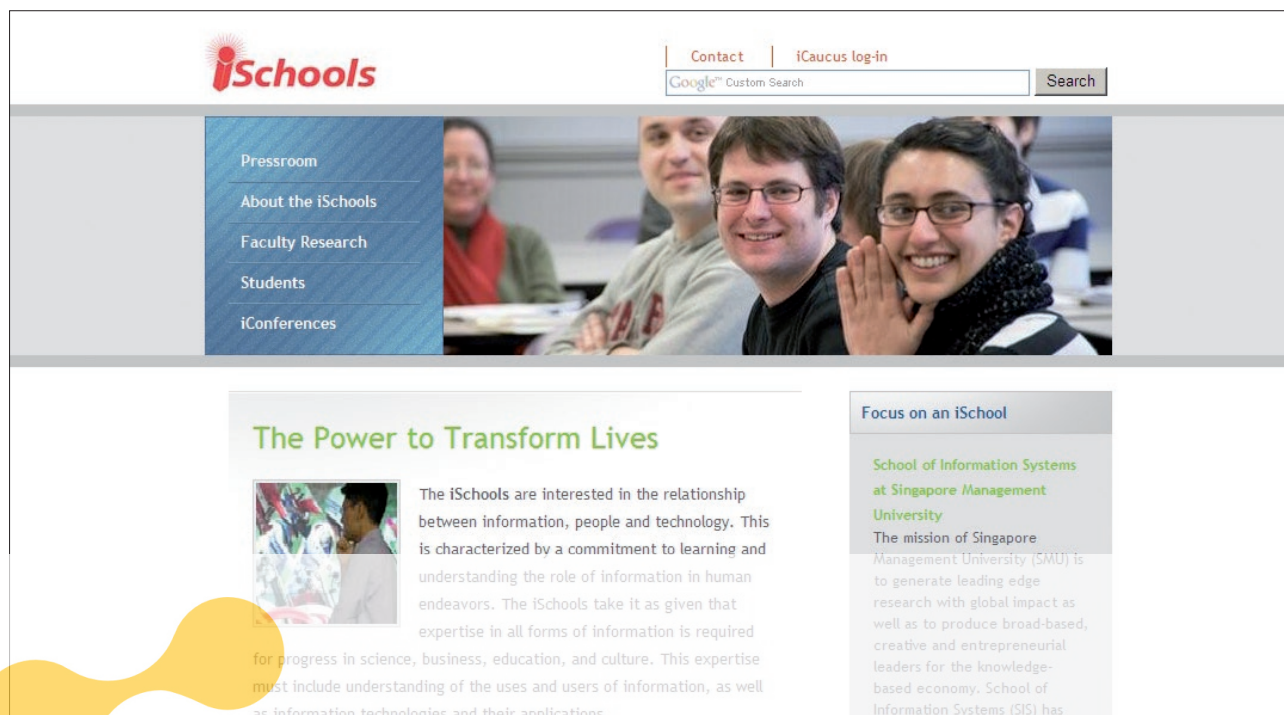 iSchools
Contact
iCaucus log-in
Google™ Custom Search
Search
Pressroom
About the iSchools
Faculty Research
Students
iConferences
The Power to Transform Lives
The iSchools are interested in the relationship
between information, people and technology. This
is characterized by a commitment to learning and
understanding the role of information in human
endeavors. The iSchools take it as given that
expertise in all forms of information is required
for progress in science, business, education, and culture. This expertise
must include understanding of the uses and users of information, as well
as information technologies and their applications.
Focus on an iSchool
School of Information Systems
at Singapore Management
University
The mission of Singapore
Management University (SMU) is
to generate leading edge
research with global impact as
well as to produce broad-based,
creative and entrepreneurial
leaders for the knowledge-
based economy. School of
Information Systems (SIS) has